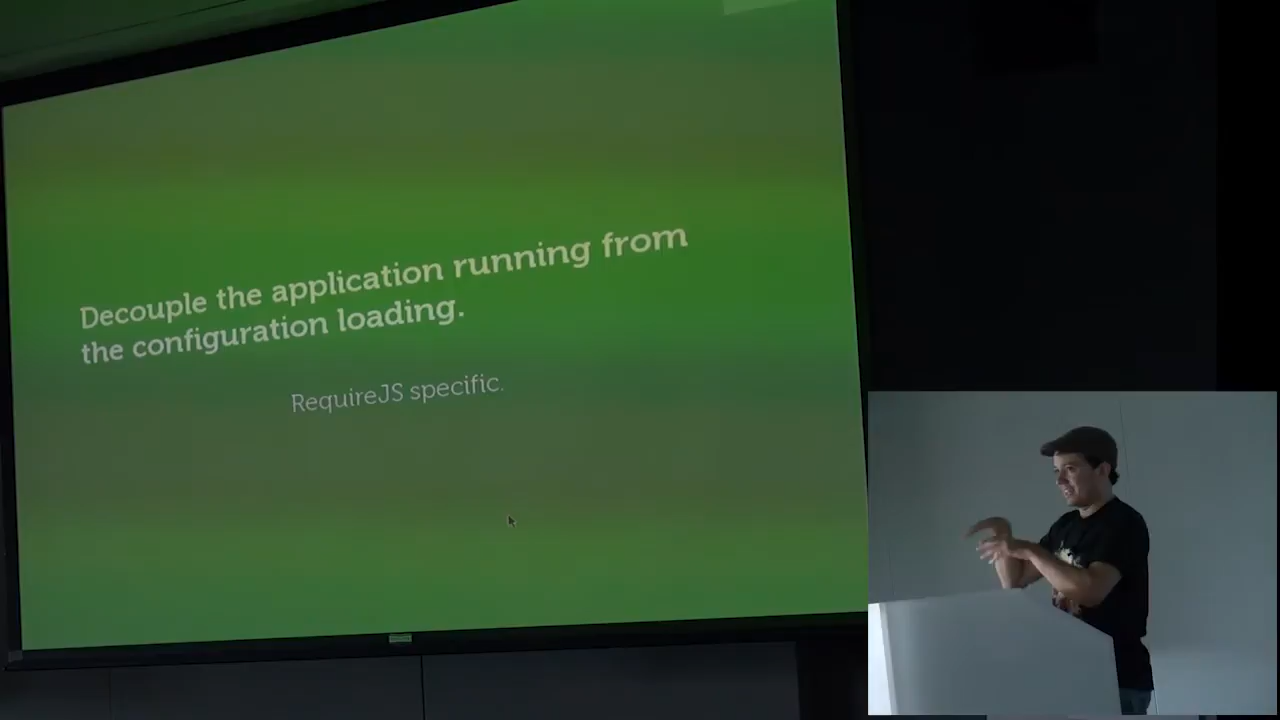 Decouple the application running from
the configuration loading.
RequireJS specific.